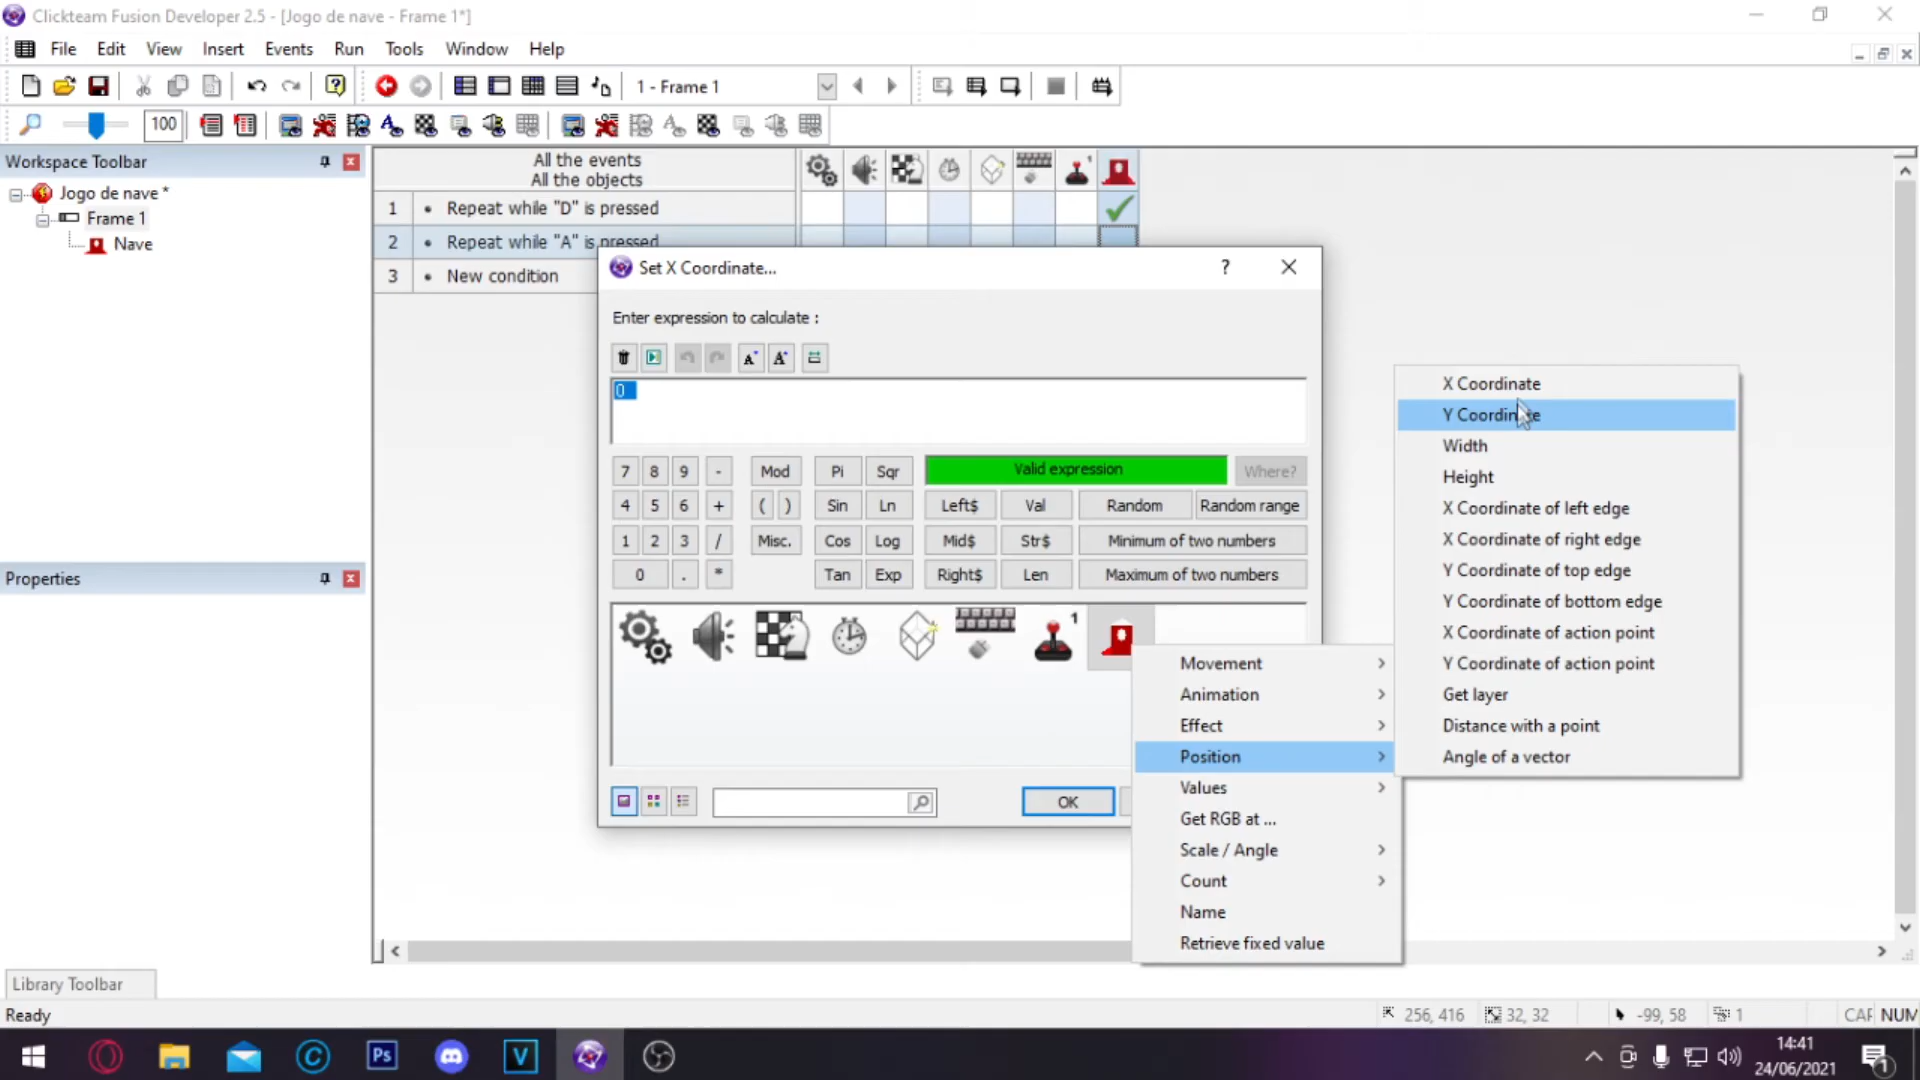 Clickteam Fusion Developer 2.5 - [Jogo de nave - Frame 1*]
File Edit View Insert Events Run Tools Window Help
1 - Frame 1
100
Workspace Toolbar
Jogo de nave *
Frame 1
Nave
Properties
Library Toolbar
All the events
All the objects
1 • Repeat while "D" is pressed
2 • Repeat while "A" is pressed
3 • New condition
Set X Coordinate...
?
Enter expression to calculate :
0
7 8 9 - Mod Pi Sqr Valid expression Where?
4 5 6 + ( ) Sin Ln Left$ Val Random Random range
1 2 3 / Misc. Cos Log Mid$ Str$ Minimum of two numbers
0 . * Tan Exp Right$ Len Maximum of two numbers
1
OK
Movement
Animation
Effect
Position
Values
Get RGB at ...
Scale / Angle
Count
Name
Retrieve fixed value
X Coordinate
Y Coordinate
Width
Height
X Coordinate of left edge
X Coordinate of right edge
Y Coordinate of top edge
Y Coordinate of bottom edge
X Coordinate of action point
Y Coordinate of action point
Get layer
Distance with a point
Angle of a vector
Ready
256, 416 32, 32 -99, 58 1 CAP NUM
Ps
V
14:41
24/06/2021
1